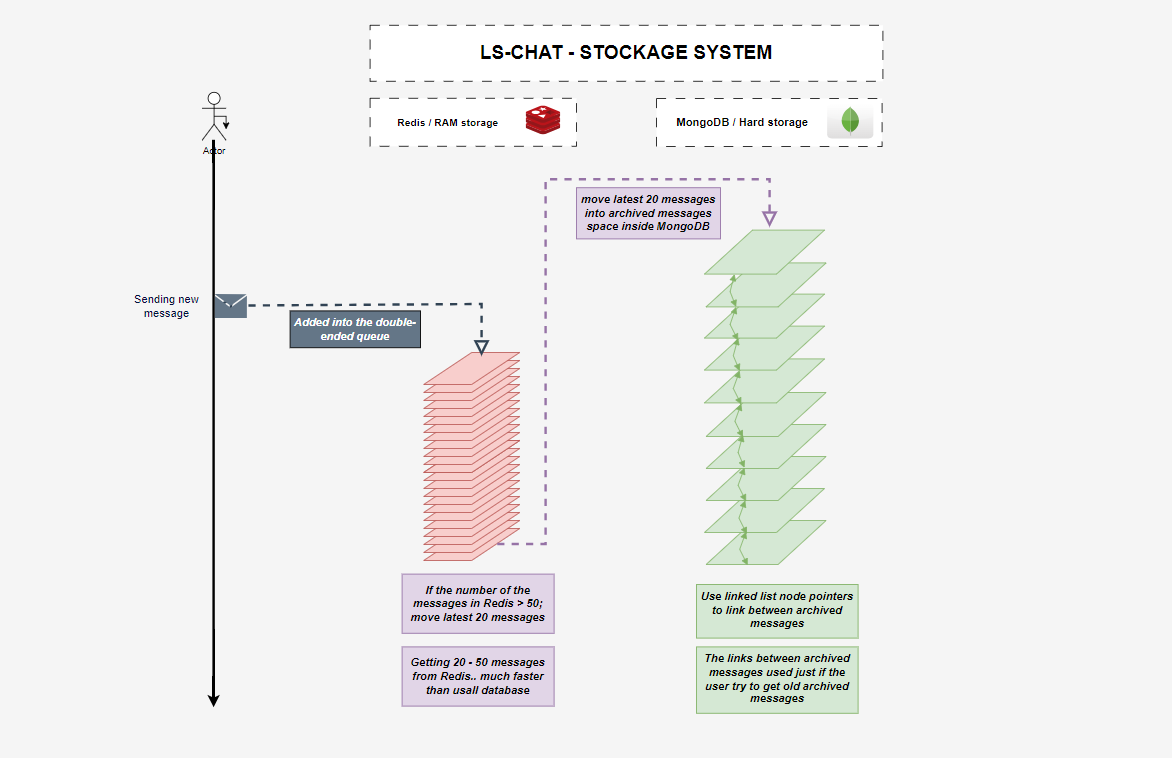 LS-CHAT - STOCKAGE SYSTEM
Redis / RAM storage
MongoDB / Hard storage
Actor
move latest 20 messages
into archived messages
space inside MongoDB
Sending new
message
Added into the double-
ended queue
If the number of the
messages in Redis > 50;
move latest 20 messages
Getting 20 - 50 messages
from Redis.. much faster
than usall database
Use linked list node pointers
to link between archived
messages
The links between archived
messages used just if the
user try to get old archived
messages